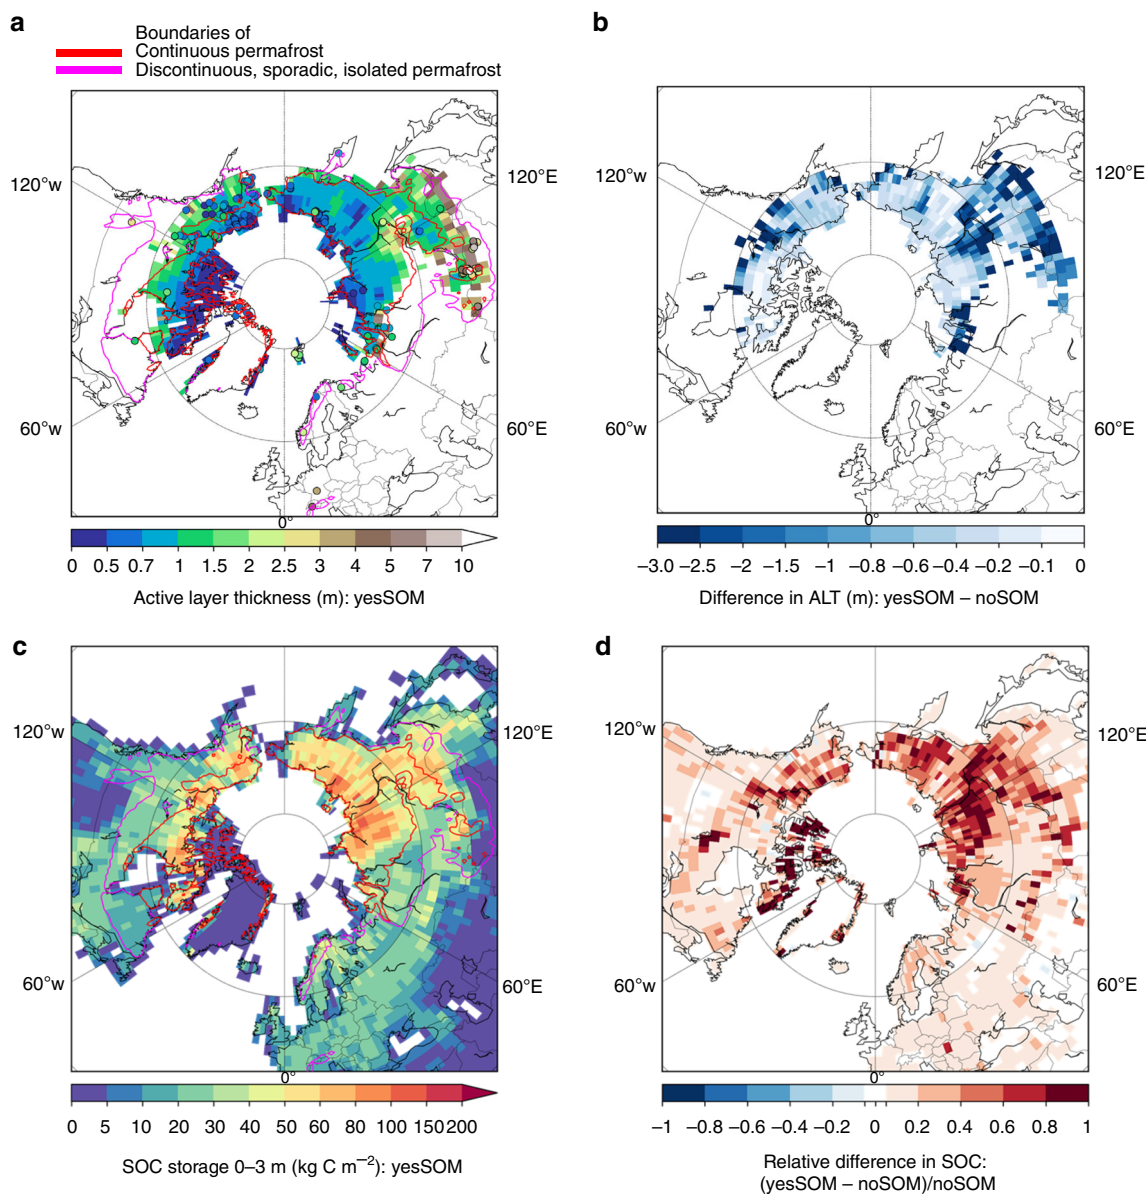 a
Boundaries of
Continuous permafrost
Discontinuous, sporadic, isolated permafrost
120°w
120°E
60°w
60°E
0°
0 0.5 0.7 1 1.5 2 2.5 3 4 5 7 10
Active layer thickness (m): yesSOM
b
120°w
120°E
60°w
60°E
0°
−3.0 −2.5 −2 −1.5 −1 −0.8 −0.6 −0.4 −0.2 −0.1 0
Difference in ALT (m): yesSOM – noSOM
c
120°w
120°E
60°w
60°E
0°
0 5 10 20 30 40 50 60 80 100 150 200
SOC storage 0–3 m (kg C m⁻²): yesSOM
d
120°w
120°E
60°w
60°E
0°
−1 −0.8 −0.6 −0.4 −0.2 0 0.2 0.4 0.6 0.8 1
Relative difference in SOC:
(yesSOM – noSOM)/noSOM